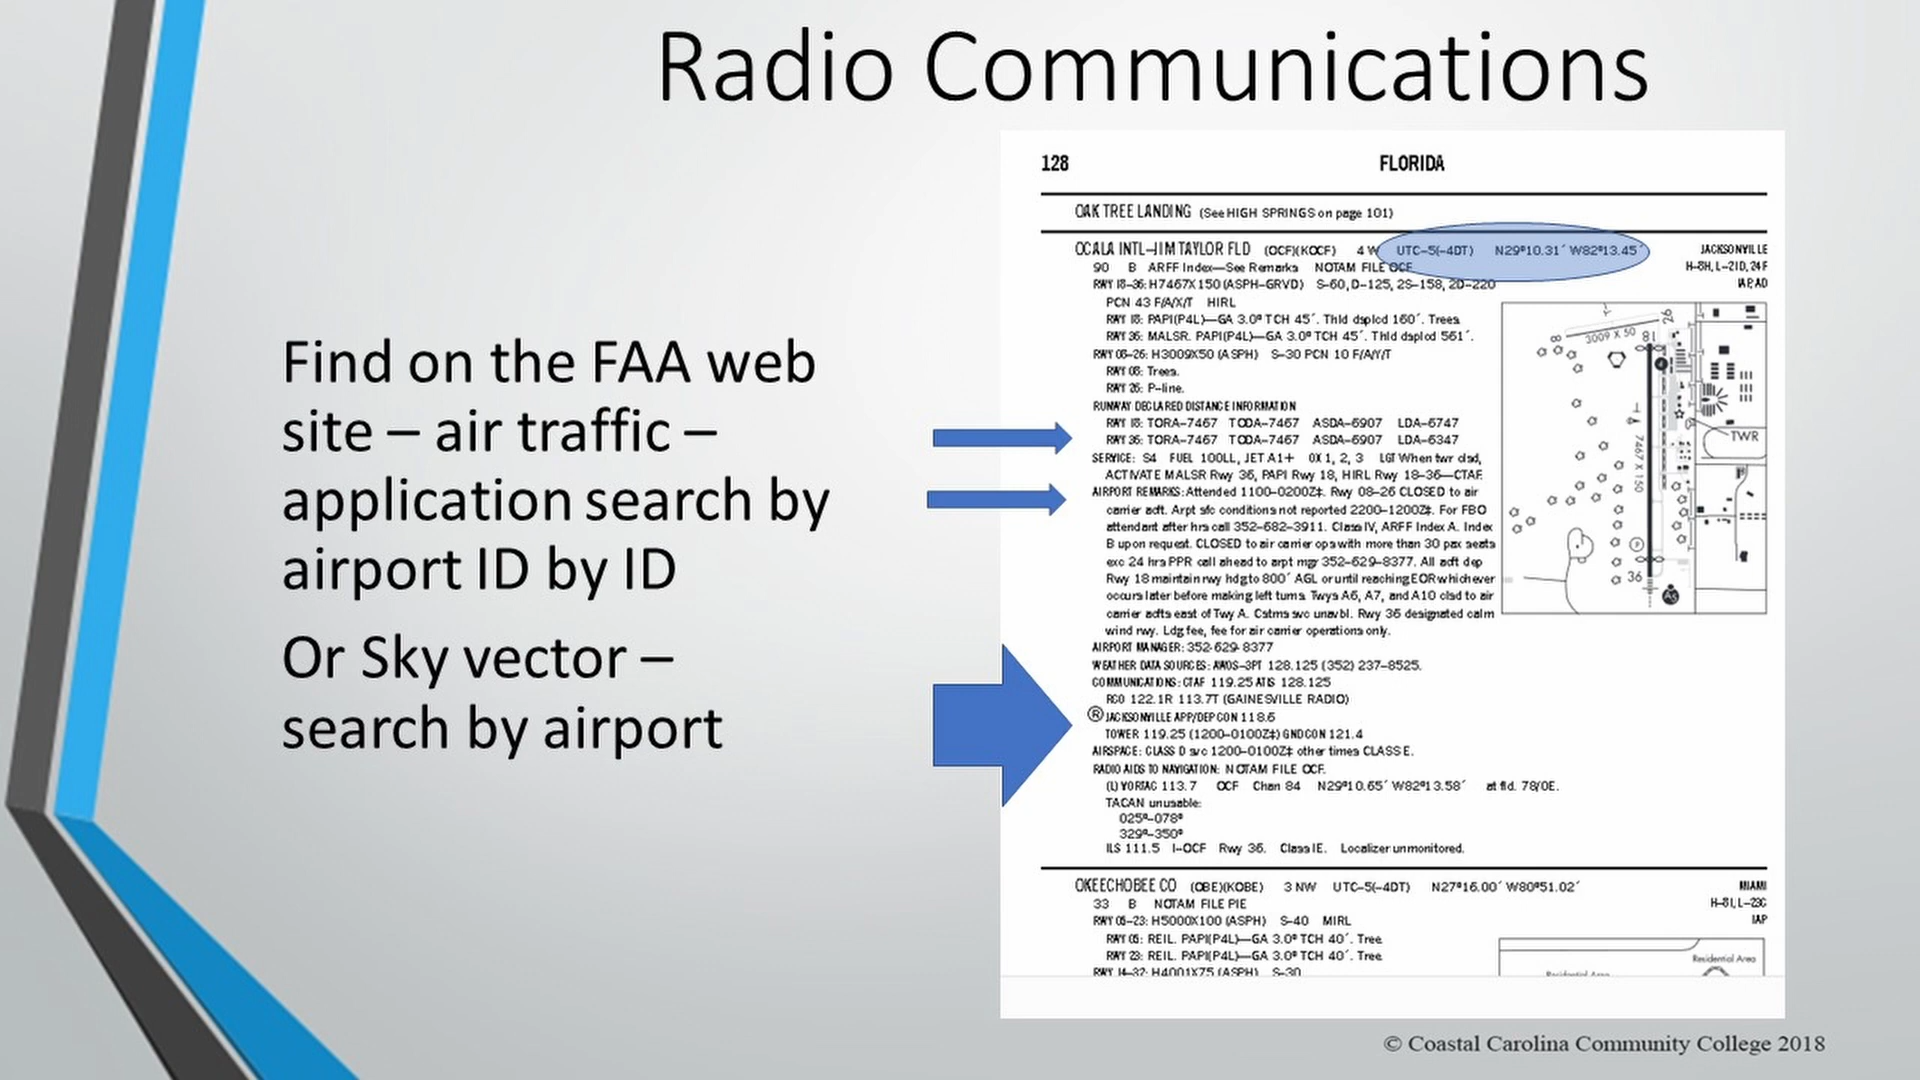 Radio Communications
Find on the FAA web
site – air traffic –
application search by
airport ID by ID
Or Sky vector –
search by airport
128 FLORIDA
OAK TREE LANDING (See HIGH SPRINGS on page 101)
OCALA INTL–JIM TAYLOR FLD (OCF)(KOCF) 4 W UTC–5(–4DT) N29°10.31´ W82°13.45´ JACKSONVILLE
90 B ARFF Index—See Remarks NOTAM FILE OCF H–8H, L–21D, 24F
RWY 18–36: H7467X150 (ASPH–GRVD) S–60, D–125, 2S–158, 2D–220 IAP, AD
PCN 43 F/A/X/T HIRL
RWY 18: PAPI(P4L)—GA 3.0° TCH 45´. Thld dsplcd 160´. Trees.
RWY 36: MALSR. PAPI(P4L)—GA 3.0° TCH 45´. Thld dsplcd 561´.
RWY 08–26: H3009X50 (ASPH) S–30 PCN 10 F/A/Y/T
RWY 08: Trees.
RWY 26: P–line.
RUNWAY DECLARED DISTANCE INFORMATION
RWY 18: TORA–7467 TODA–7467 ASDA–6907 LDA–6747
RWY 36: TORA–7467 TODA–7467 ASDA–6907 LDA–6347
SERVICE: S4 FUEL 100LL, JET A1+ OX 1, 2, 3 LGT When twr clsd,
ACTIVATE MALSR Rwy 36, PAPI Rwy 18, HIRL Rwy 18–36—CTAF.
AIRPORT REMARKS: Attended 1100–0200Z‡. Rwy 08–26 CLOSED to air
carrier acft. Arpt sfc conditions not reported 2200–1200Z‡. For FBO
attendant after hrs call 352–682–3911. Class IV, ARFF Index A. Index
B upon request. CLOSED to air carrier ops with more than 30 pax seats
exc 24 hrs PPR call ahead to arpt mgr 352–629–8377. All acft dep
Rwy 18 maintain rwy hdg to 800´ AGL or until reaching EOR whichever
occurs later before making left turns. Twys A6, A7, and A10 clsd to air
carrier acfts east of Twy A. Cstms svc unavbl. Rwy 36 designated calm
wind rwy. Ldg fee, fee for air carrier operations only.
AIRPORT MANAGER: 352-629-8377
WEATHER DATA SOURCES: AWOS–3PT 128.125 (352) 237–8525.
COMMUNICATIONS: CTAF 119.25 ATIS 128.125
RCO 122.1R 113.7T (GAINESVILLE RADIO)
Ⓡ JACKSONVILLE APP/DEP CON 118.6
TOWER 119.25 (1200–0100Z‡) GND CON 121.4
AIRSPACE: CLASS D svc 1200–0100Z‡ other times CLASS E.
RADIO AIDS TO NAVIGATION: NOTAM FILE OCF.
(L) VORTAC 113.7 OCF Chan 84 N29°10.65´ W82°13.58´ at fld. 78/0E.
TACAN unusable:
025°–078°
329°–350°
ILS 111.5 I–OCF Rwy 36. Class IE. Localizer unmonitored.
8
3009 X 50
26
18
TWR
7467 X 150
P
36
A5
OKEECHOBEE CO (OBE)(KOBE) 3 NW UTC–5(–4DT) N27°16.00´ W80°51.02´ MIAMI
33 B NOTAM FILE PIE H–8I, L–23C
RWY 05–23: H5000X100 (ASPH) S–40 MIRL IAP
RWY 05: REIL. PAPI(P4L)—GA 3.0° TCH 40´. Tree.
RWY 23: REIL. PAPI(P4L)—GA 3.0° TCH 40´. Tree.
RWY 14–32: H4001X75 (ASPH) S–30
Residential Area
Residential Area
© Coastal Carolina Community College 2018